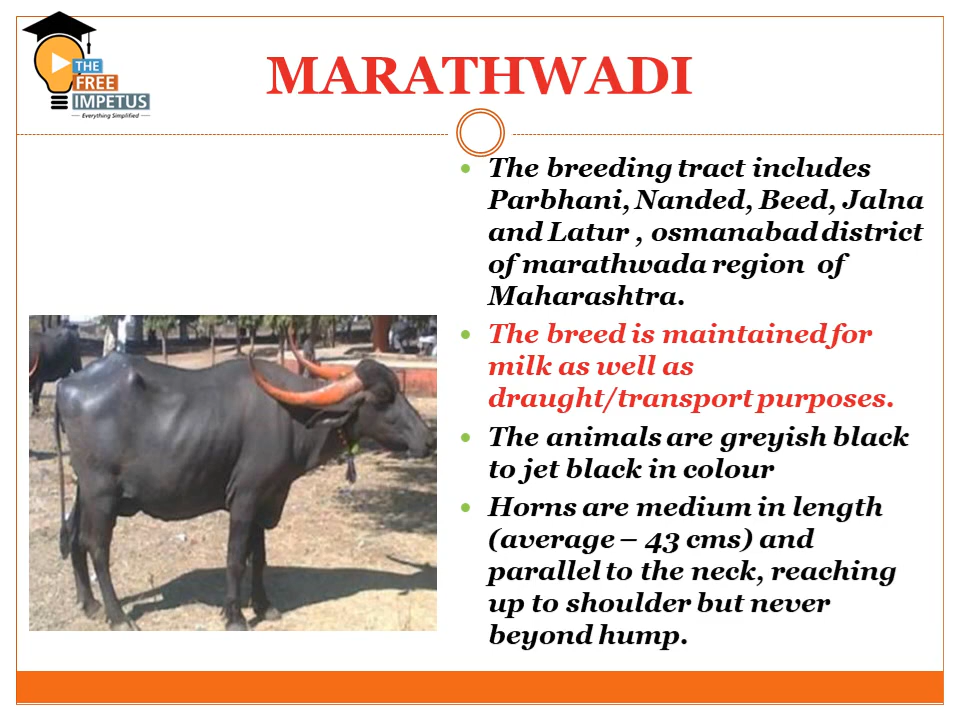 THE
FREE
IMPETUS
Everything Simplified
MARATHWADI
The breeding tract includes
Parbhani, Nanded, Beed, Jalna
and Latur , osmanabad district
of marathwada region of
Maharashtra.
The breed is maintained for
milk as well as
draught/transport purposes.
The animals are greyish black
to jet black in colour
Horns are medium in length
(average – 43 cms) and
parallel to the neck, reaching
up to shoulder but never
beyond hump.